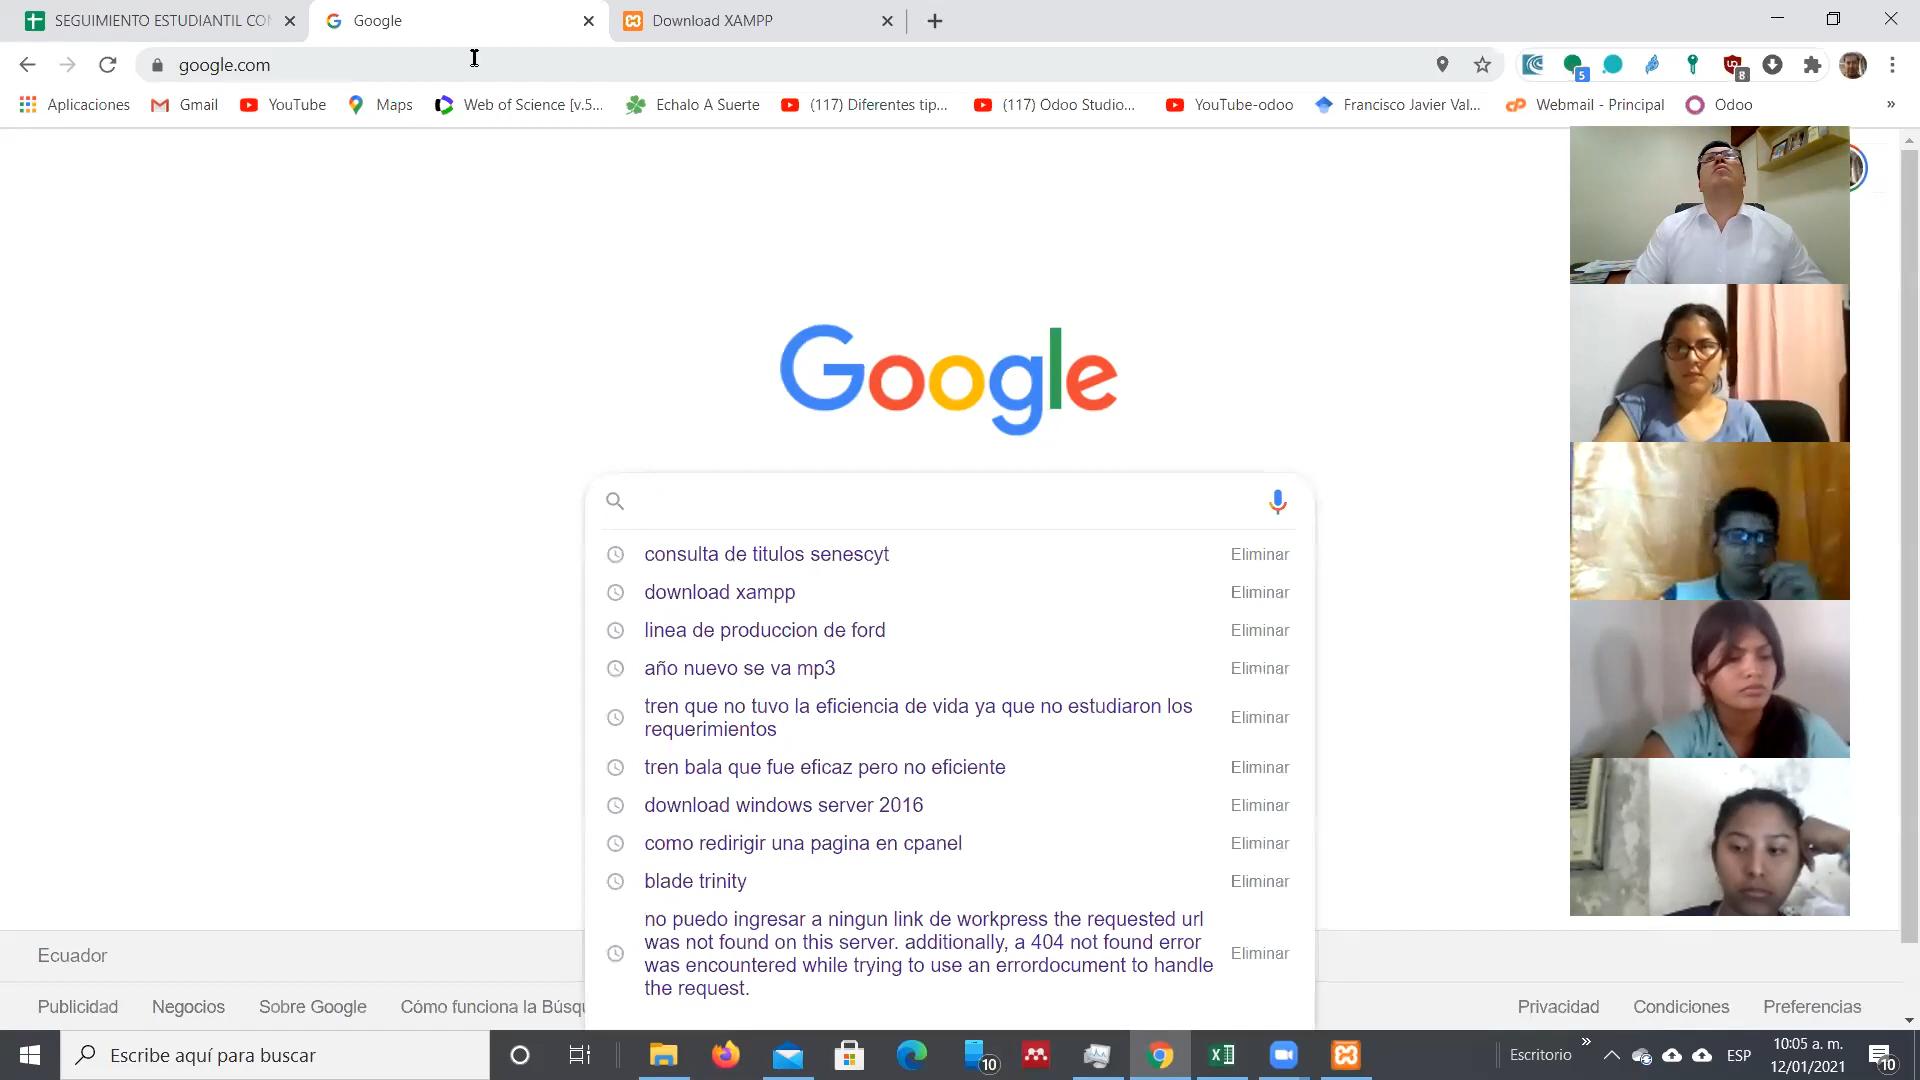 SEGUIMIENTO ESTUDIANTIL CO
Google
Download XAMPP
google.com
5
8
Aplicaciones
Gmail
YouTube
Maps
Web of Science [v.5...
Echalo A Suerte
(117) Diferentes tip...
(117) Odoo Studio...
YouTube-odoo
Francisco Javier Val...
Webmail - Principal
Odoo
»
Google
consulta de titulos senescyt Eliminar
download xampp Eliminar
linea de produccion de ford Eliminar
año nuevo se va mp3 Eliminar
tren que no tuvo la eficiencia de vida ya que no estudiaron los
requerimientos Eliminar
tren bala que fue eficaz pero no eficiente Eliminar
download windows server 2016 Eliminar
como redirigir una pagina en cpanel Eliminar
blade trinity Eliminar
no puedo ingresar a ningun link de workpress the requested url
was not found on this server. additionally, a 404 not found error
was encountered while trying to use an errordocument to handle
the request. Eliminar
Ecuador
Publicidad Negocios Sobre Google Cómo funciona la Búsqu
Privacidad Condiciones Preferencias
Escribe aquí para buscar
10
Escritorio
»
ESP
10:05 a. m.
12/01/2021
10